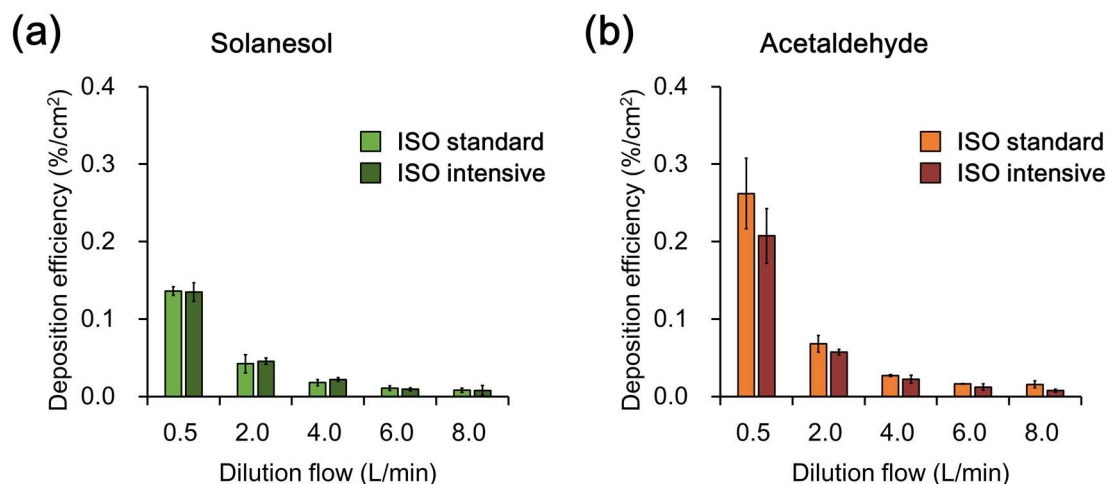 (a)
Solanesol
Deposition efficiency (%/cm²)
0.4
0.3
0.2
0.1
0.0
ISO standard
ISO intensive
0.5 2.0 4.0 6.0 8.0
Dilution flow (L/min)
(b)
Acetaldehyde
Deposition efficiency (%/cm²)
0.4
0.3
0.2
0.1
0.0
ISO standard
ISO intensive
0.5 2.0 4.0 6.0 8.0
Dilution flow (L/min)